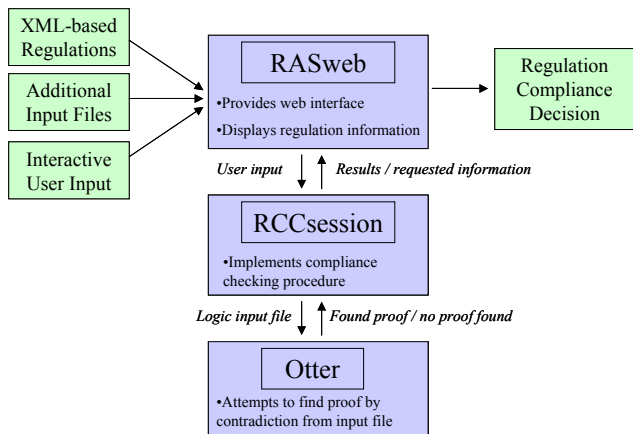 XML-based
Regulations
Additional
Input Files
Interactive
User Input
RASweb
•Provides web interface
•Displays regulation information
Regulation
Compliance
Decision
User input
Results / requested information
RCCsession
•Implements compliance
checking procedure
Logic input file
Found proof / no proof found
Otter
•Attempts to find proof by
contradiction from input file